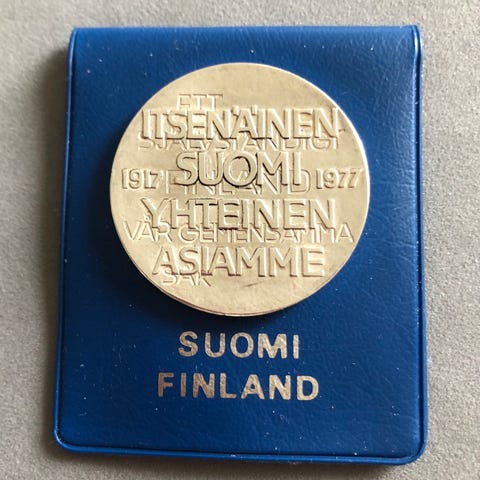 ETT
ITSENÄINEN
SJÄLVSTÄNDIGT
SUOMI
1917 FINLAND 1977
YHTEINEN
VÅR GEMENSAMMA
ASIAMME
SAK
SUOMI
FINLAND